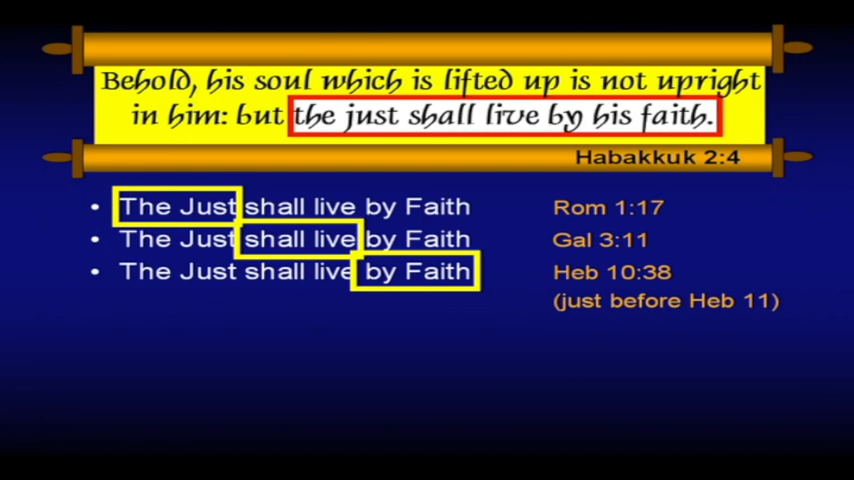 Behold, his soul which is lifted up is not upright
in him: but the just shall live by his faith.
Habakkuk 2:4
• The Just shall live by Faith Rom 1:17
• The Just shall live by Faith Gal 3:11
• The Just shall live by Faith Heb 10:38
(just before Heb 11)